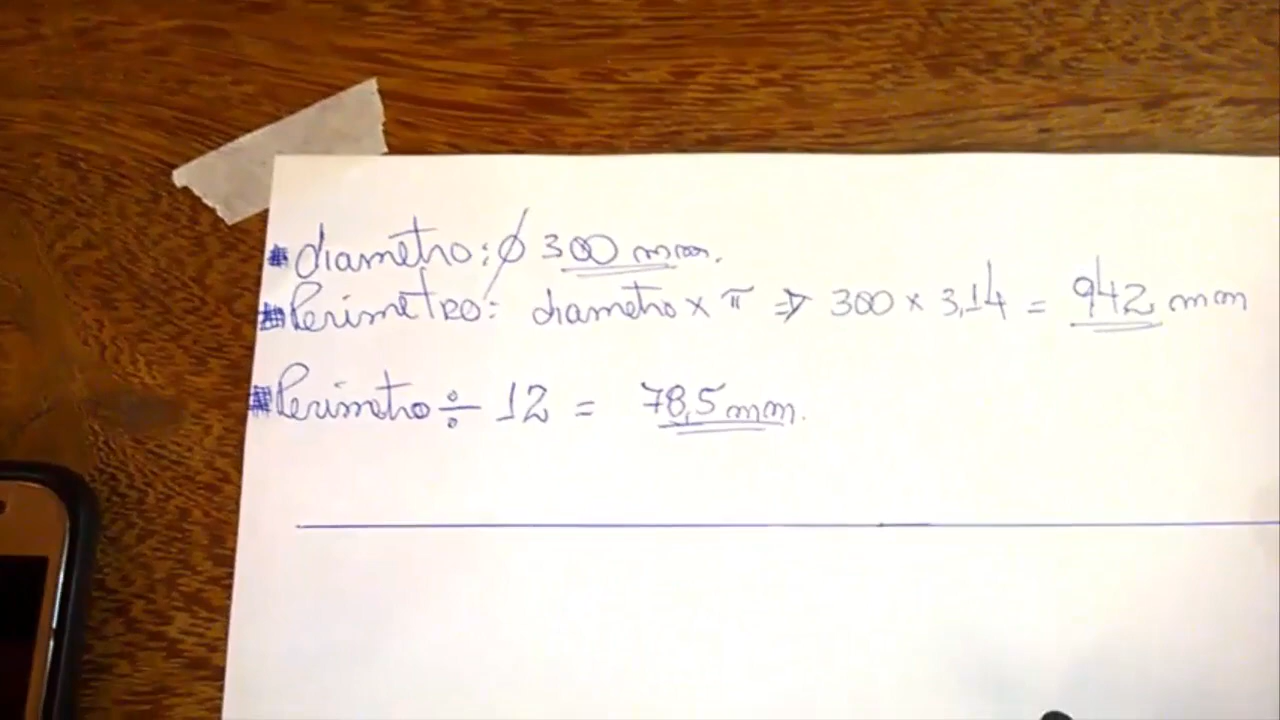 diametro: ϕ 300 mm.
Perimetro: diametro x π => 300 x 3,14 = 942 mm
Perimetro ÷ 12 = 78,5 mm.